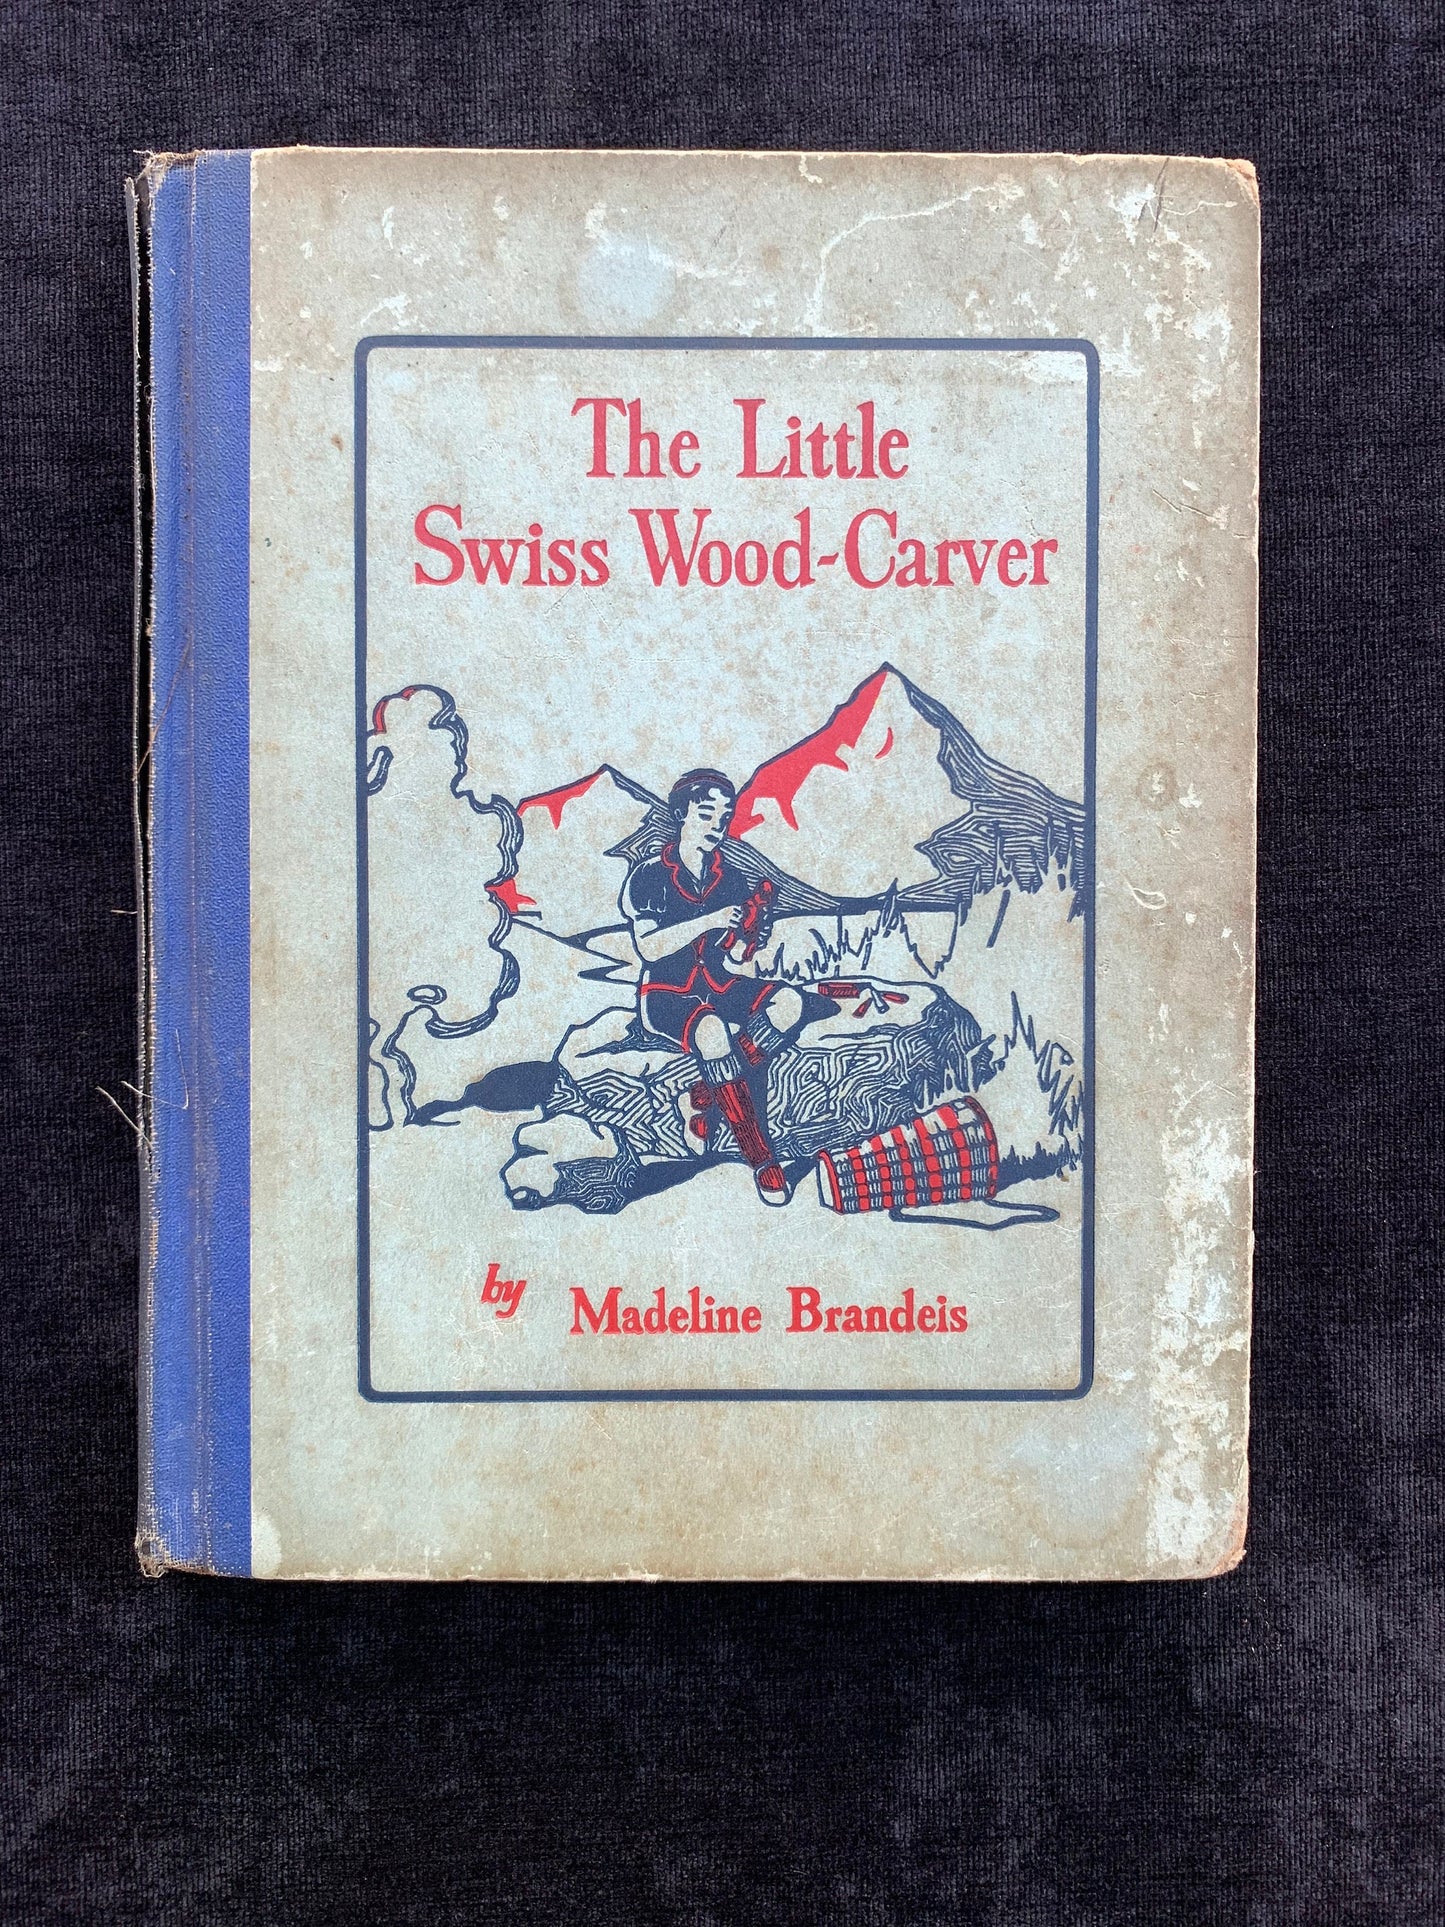 The Little
Swiss Wood-Carver
by Madeline Brandeis